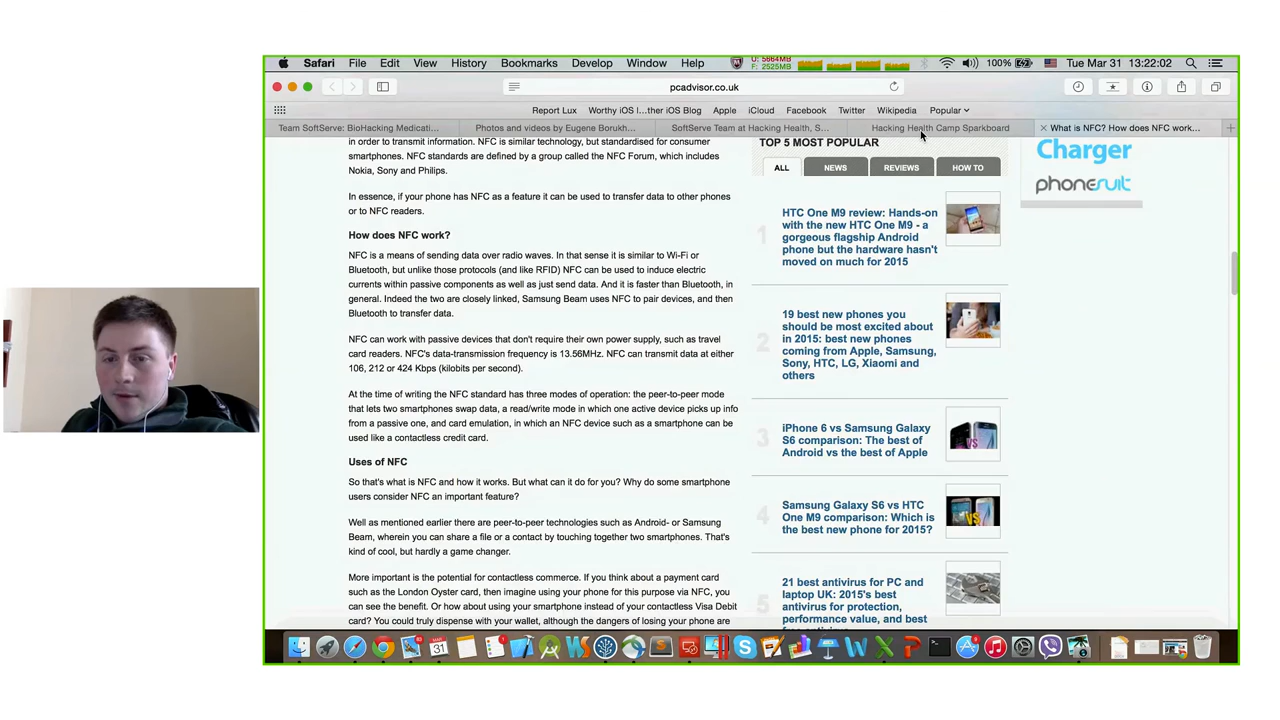 Safari File Edit View History Bookmarks Develop Window Help U: 5864MB F: 2525MB 100% Tue Mar 31 13:22:02
pcadvisor.co.uk
Report Lux Worthy iOS I...ther iOS Blog Apple iCloud Facebook Twitter Wikipedia Popular
Team SoftServe: BioHacking Medicati... Photos and videos by Eugene Borukh... SoftServe Team at Hacking Health, S... Hacking Health Camp Sparkboard What is NFC? How does NFC work...
in order to transmit information. NFC is similar technology, but standardised for consumer
smartphones. NFC standards are defined by a group called the NFC Forum, which includes
Nokia, Sony and Philips.
In essence, if your phone has NFC as a feature it can be used to transfer data to other phones
or to NFC readers.
How does NFC work?
NFC is a means of sending data over radio waves. In that sense it is similar to Wi-Fi or
Bluetooth, but unlike those protocols (and like RFID) NFC can be used to induce electric
currents within passive components as well as just send data. And it is faster than Bluetooth, in
general. Indeed the two are closely linked, Samsung Beam uses NFC to pair devices, and then
Bluetooth to transfer data.
NFC can work with passive devices that don't require their own power supply, such as travel
card readers. NFC's data-transmission frequency is 13.56MHz. NFC can transmit data at either
106, 212 or 424 Kbps (kilobits per second).
At the time of writing the NFC standard has three modes of operation: the peer-to-peer mode
that lets two smartphones swap data, a read/write mode in which one active device picks up info
from a passive one, and card emulation, in which an NFC device such as a smartphone can be
used like a contactless credit card.
Uses of NFC
So that's what is NFC and how it works. But what can it do for you? Why do some smartphone
users consider NFC an important feature?
Well as mentioned earlier there are peer-to-peer technologies such as Android- or Samsung
Beam, wherein you can share a file or a contact by touching together two smartphones. That's
kind of cool, but hardly a game changer.
More important is the potential for contactless commerce. If you think about a payment card
such as the London Oyster card, then imagine using your phone for this purpose via NFC, you
can see the benefit. Or how about using your smartphone instead of your contactless Visa Debit
card? You could truly dispense with your wallet, although the dangers of losing your phone are
TOP 5 MOST POPULAR
ALL NEWS REVIEWS HOW TO
1
HTC One M9 review: Hands-on
with the new HTC One M9 - a
gorgeous flagship Android
phone but the hardware hasn't
moved on much for 2015
2
19 best new phones you
should be most excited about
in 2015: best new phones
coming from Apple, Samsung,
Sony, HTC, LG, Xiaomi and
others
3
iPhone 6 vs Samsung Galaxy
S6 comparison: The best of
Android vs the best of Apple
4
Samsung Galaxy S6 vs HTC
One M9 comparison: Which is
the best new phone for 2015?
5
21 best antivirus for PC and
laptop UK: 2015's best
antivirus for protection,
performance value, and best
Charger
phonesuit